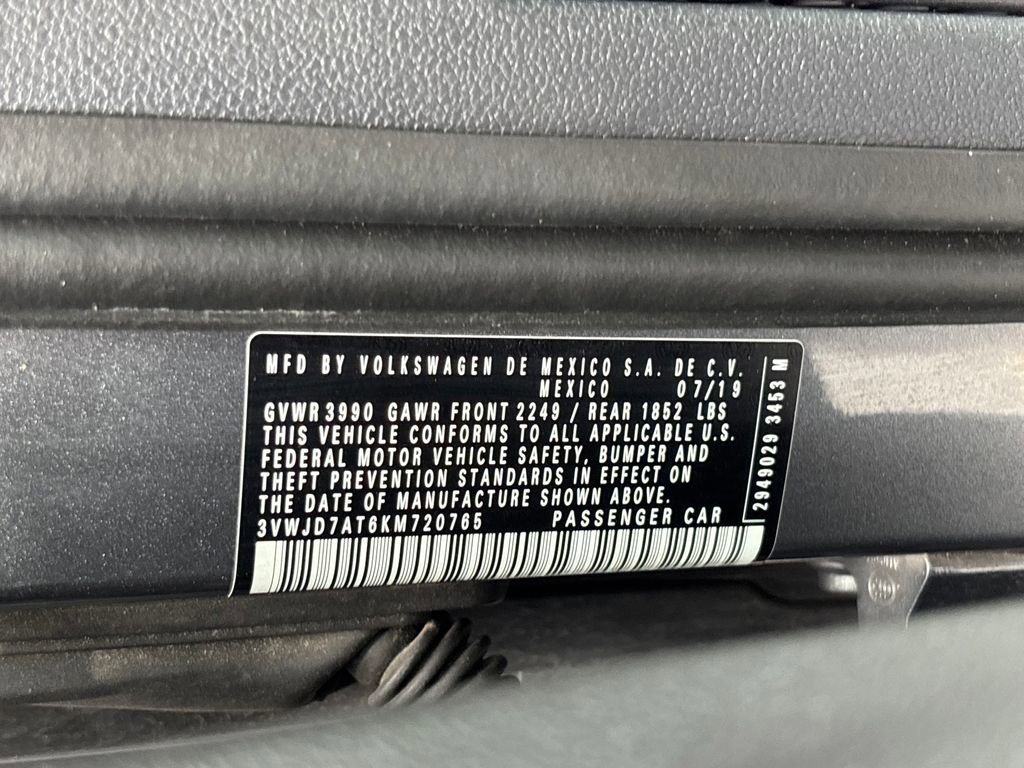 MFD BY VOLKSWAGEN DE MEXICO S.A. DE C.V.
MEXICO 07/19
GVWR 3990 GAWR FRONT 2249 / REAR 1852 LBS
THIS VEHICLE CONFORMS TO ALL APPLICABLE U.S.
FEDERAL MOTOR VEHICLE SAFETY, BUMPER AND
THEFT PREVENTION STANDARDS IN EFFECT ON
THE DATE OF MANUFACTURE SHOWN ABOVE.
3VWJD7AT6KM720765 PASSENGER CAR
2949029 3453 M